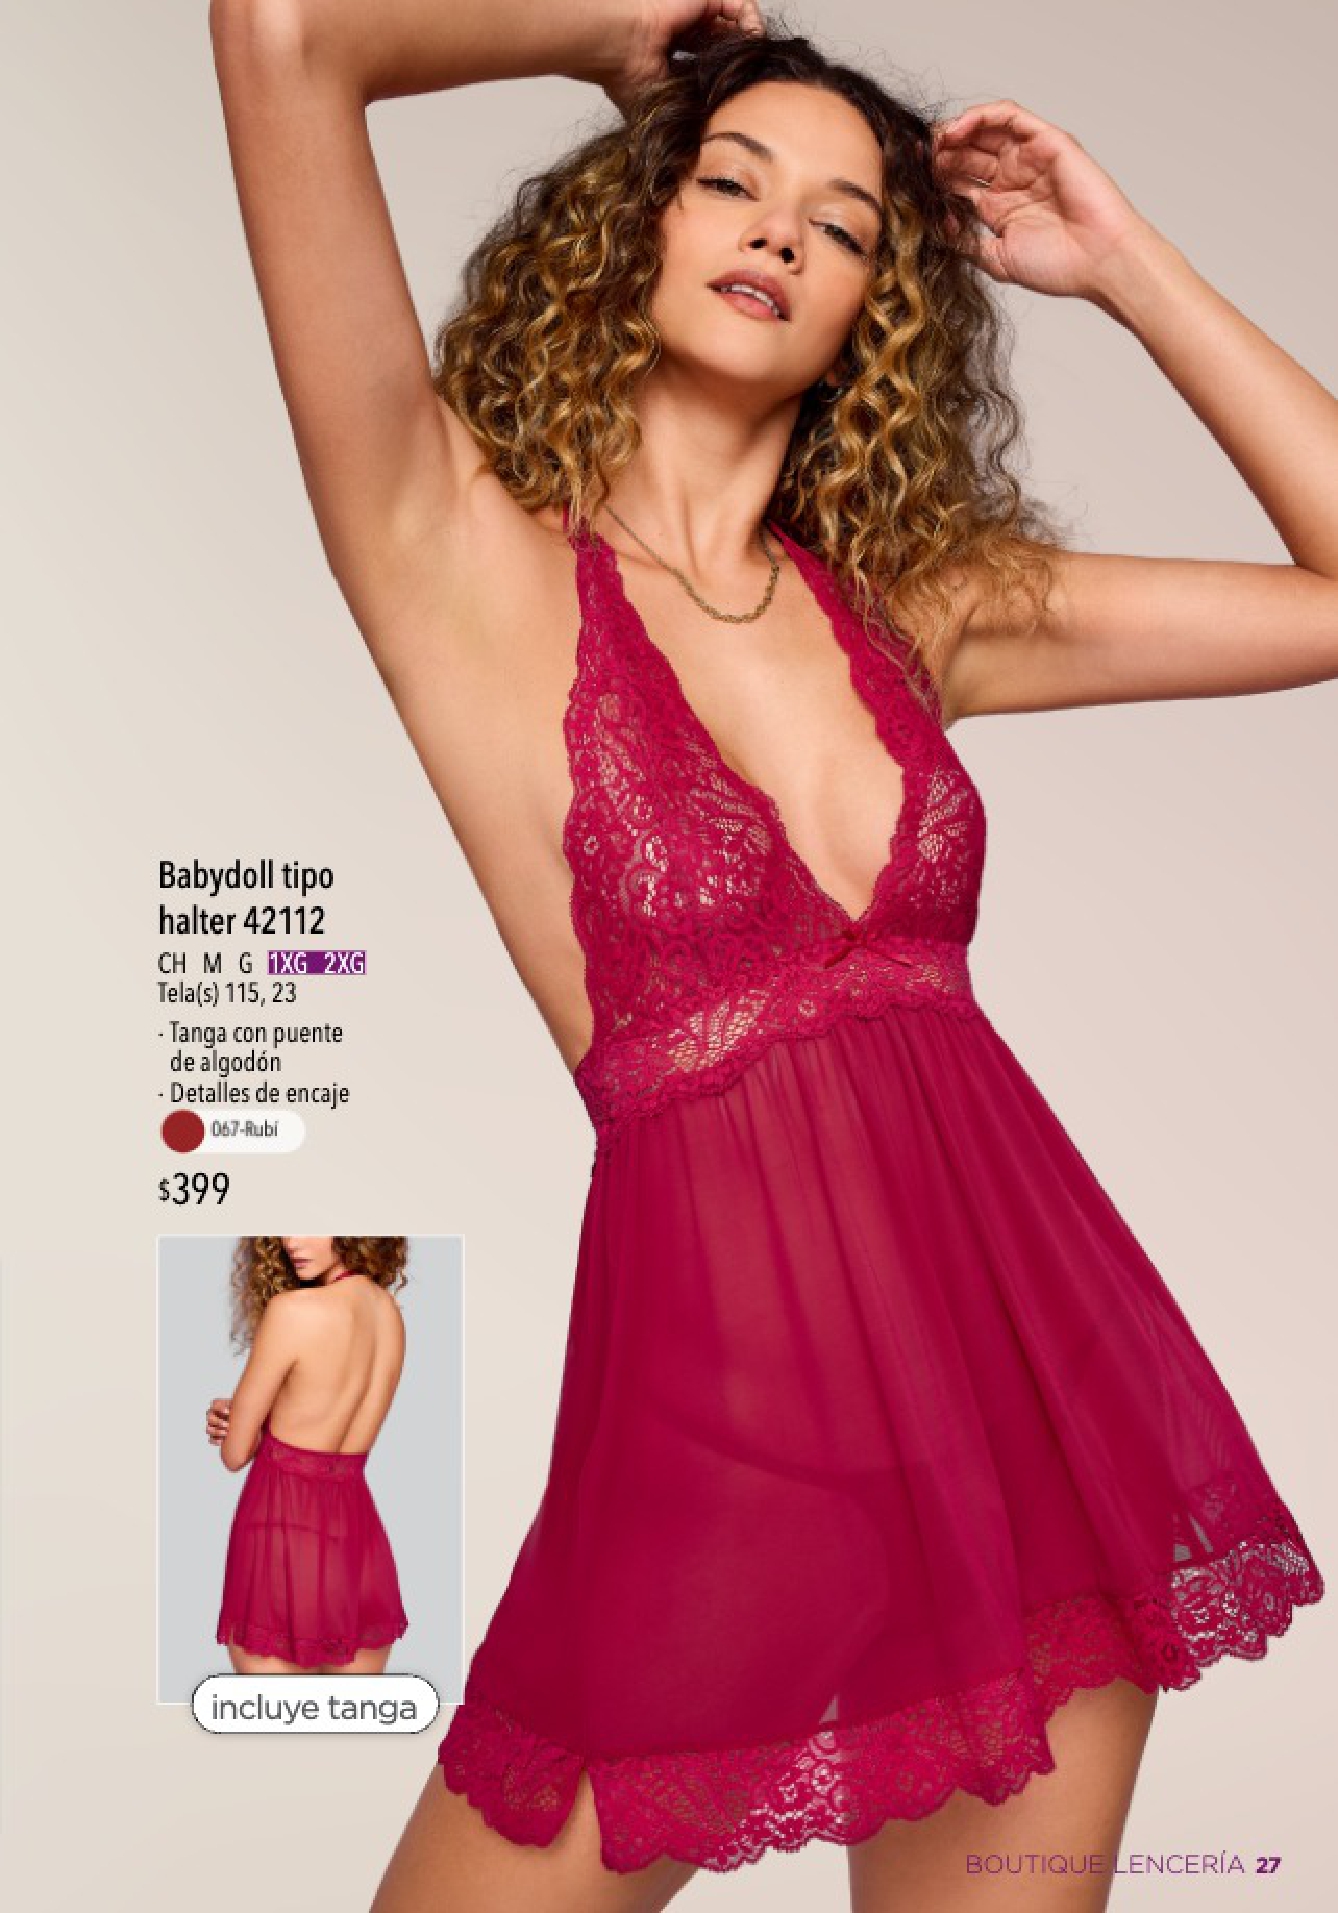 Babydoll tipo
halter 42112
CH M G 1XG 2XG
Tela(s) 115, 23
- Tanga con puente
de algodón
- Detalles de encaje
067-Rubí
$399
incluye tanga
BOUTIQUE LENCERÍA 27